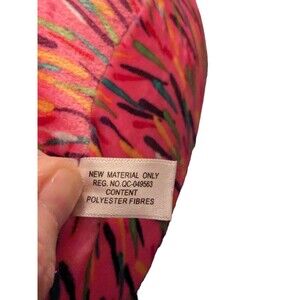 NEW MATERIAL ONLY
REG. NO.QC-049563
CONTENT
POLYESTER FIBRES